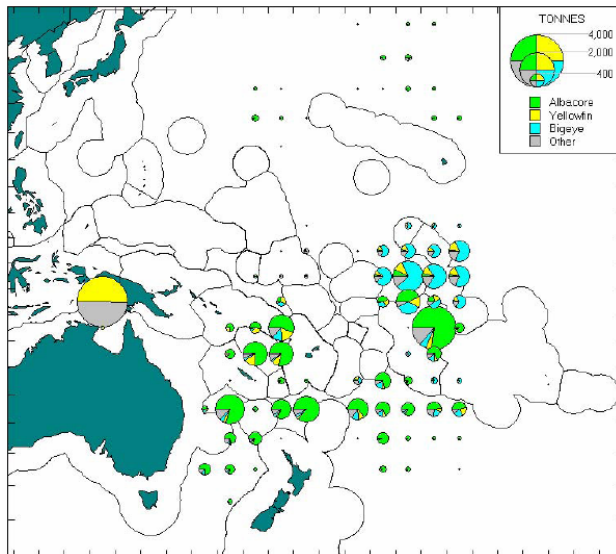 TONNES
4,000
2,000
400
Albacore
Yellowfin
Bigeye
Other